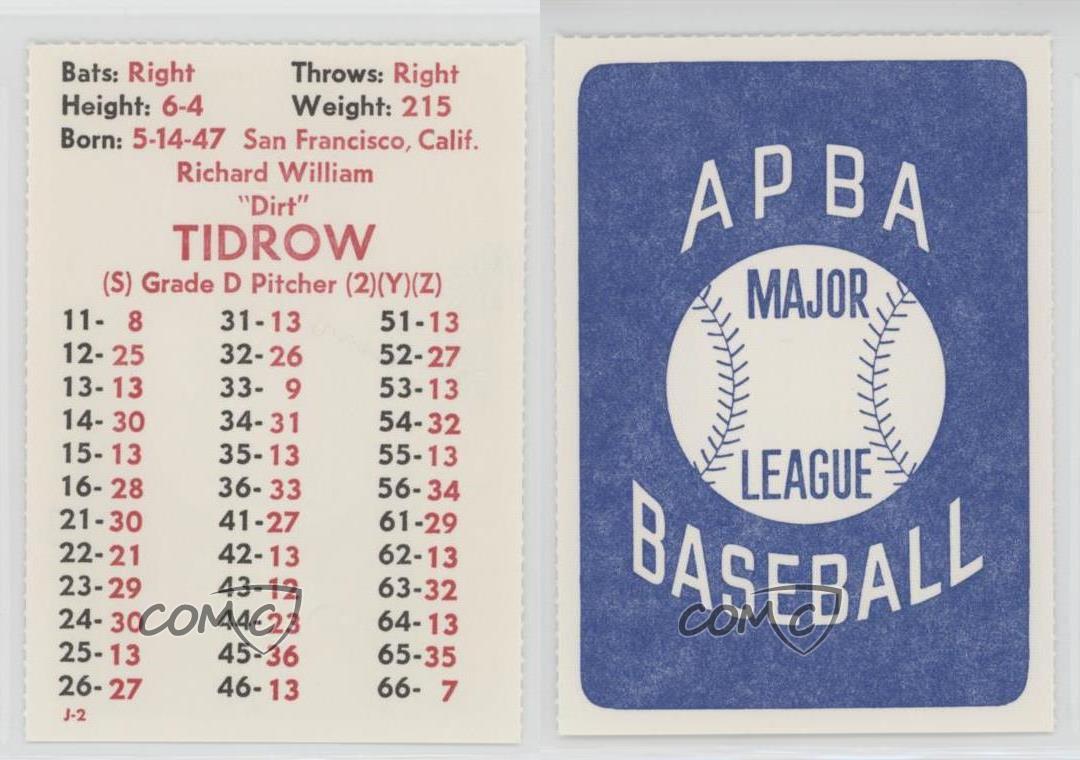 Bats: Right Throws: Right
Height: 6-4 Weight: 215
Born: 5-14-47 San Francisco, Calif.
Richard William
"Dirt"
TIDROW
(S) Grade D Pitcher (2)(Y)(Z)
11- 8 31-13 51-13
12-25 32-26 52-27
13-13 33- 9 53-13
14-30 34-31 54-32
15-13 35-13 55-13
16-28 36-33 56-34
21-30 41-27 61-29
22-21 42-13 62-13
23-29 43-12 63-32
24-30 44-23 64-13
25-13 45-36 65-35
26-27 46-13 66- 7
J-2
COMC
APBA
MAJOR
LEAGUE
BASEBALL
COMC